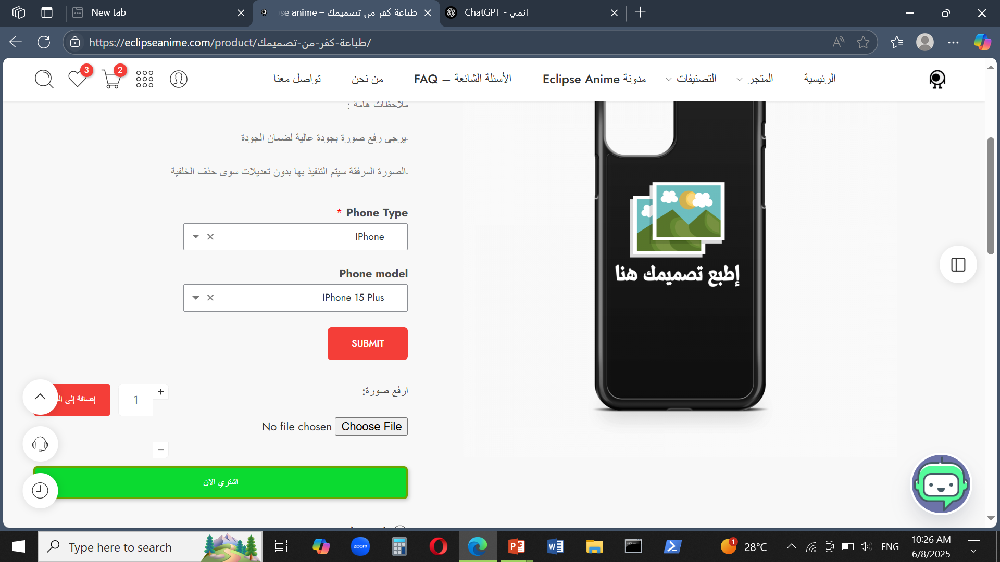 New tab
se anime – طباعة كفر من تصميمك
ChatGPT - انمي
https://eclipseanime.com/product/طباعة-كفر-من-تصميمك/
3
2
الرئيسية
المتجر
التصنيفات
مدونة Eclipse Anime
الأسئلة الشائعة – FAQ
من نحن
تواصل معنا
ملاحظات هامة :
-يرجى رفع صورة بجودة عالية لضمان الجودة
-الصورة المرفقة سيتم التنفيذ بها بدون تعديلات سوى حذف الخلفية
Phone Type *
IPhone
Phone model
IPhone 15 Plus
SUBMIT
إطبع تصميمك هنا
ارفع صورة:
Choose File No file chosen
+
1
−
إضافة إلى
اشتري الآن
Type here to search
zoom
1
28°C
ENG
10:26 AM
6/8/2025